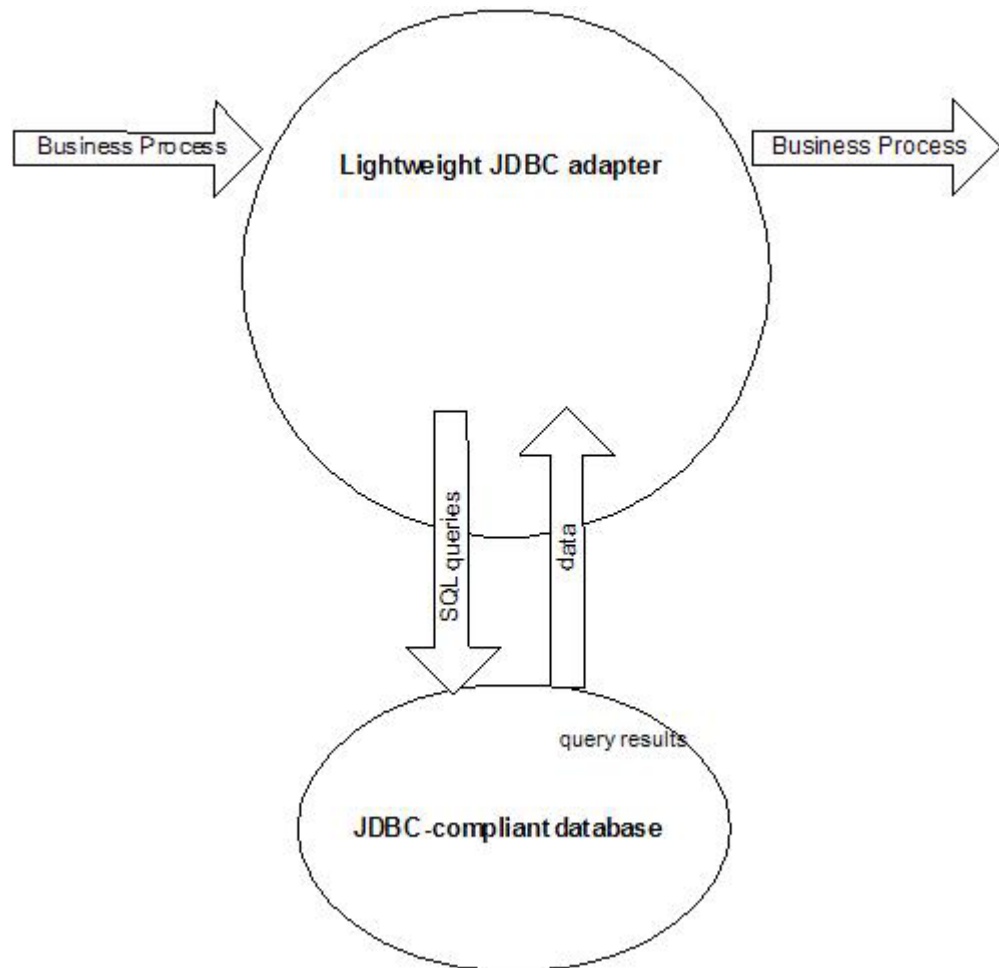 Business Process
Business Process
Lightweight JDBC adapter
SQL queries
data
query results
JDBC-compliant database